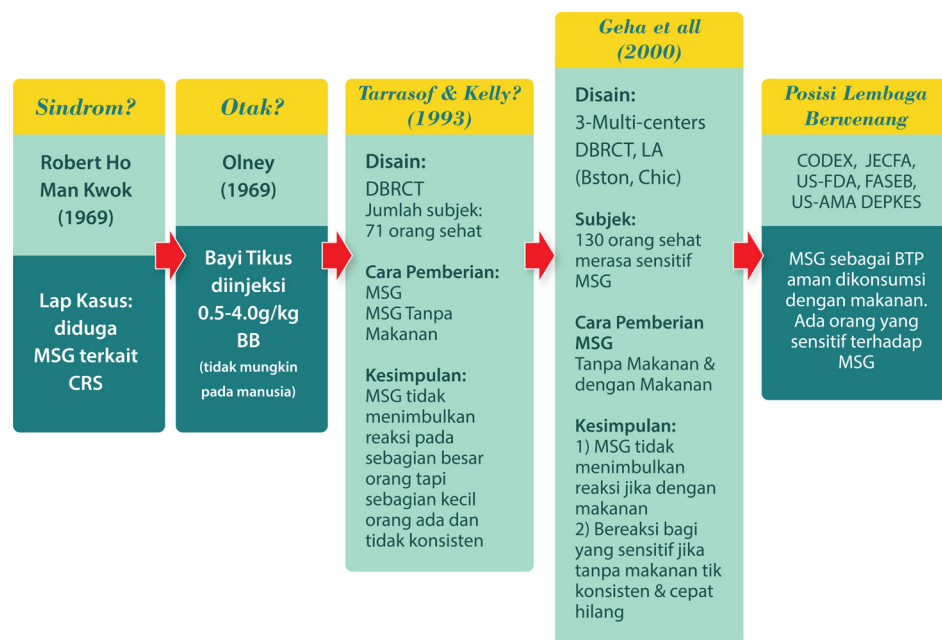 Sindrom?
Robert Ho
Man Kwok
(1969)
Lap Kasus:
diduga
MSG terkait
CRS
Otak?
Olney
(1969)
Bayi Tikus
diinjeksi
0.5-4.0g/kg
BB
(tidak mungkin
pada manusia)
Tarrasof & Kelly?
(1993)
Disain:
DBRCT
Jumlah subjek:
71 orang sehat
Cara Pemberian:
MSG
MSG Tanpa
Makanan
Kesimpulan:
MSG tidak
menimbulkan
reaksi pada
sebagian besar
orang tapi
sebagian kecil
orang ada dan
tidak konsisten
Geha et all
(2000)
Disain:
3-Multi-centers
DBRCT, LA
(Bston, Chic)
Subjek:
130 orang sehat
merasa sensitif
MSG
Cara Pemberian
MSG
Tanpa Makanan &
dengan Makanan
Kesimpulan:
1) MSG tidak
menimbulkan
reaksi jika dengan
makanan
2) Bereaksi bagi
yang sensitif jika
tanpa makanan tik
konsisten & cepat
hilang
Posisi Lembaga
Berwenang
CODEX, JECFA,
US-FDA, FASEB,
US-AMA DEPKES
MSG sebagai BTP
aman dikonsumsi
dengan makanan.
Ada orang yang
sensitif terhadap
MSG